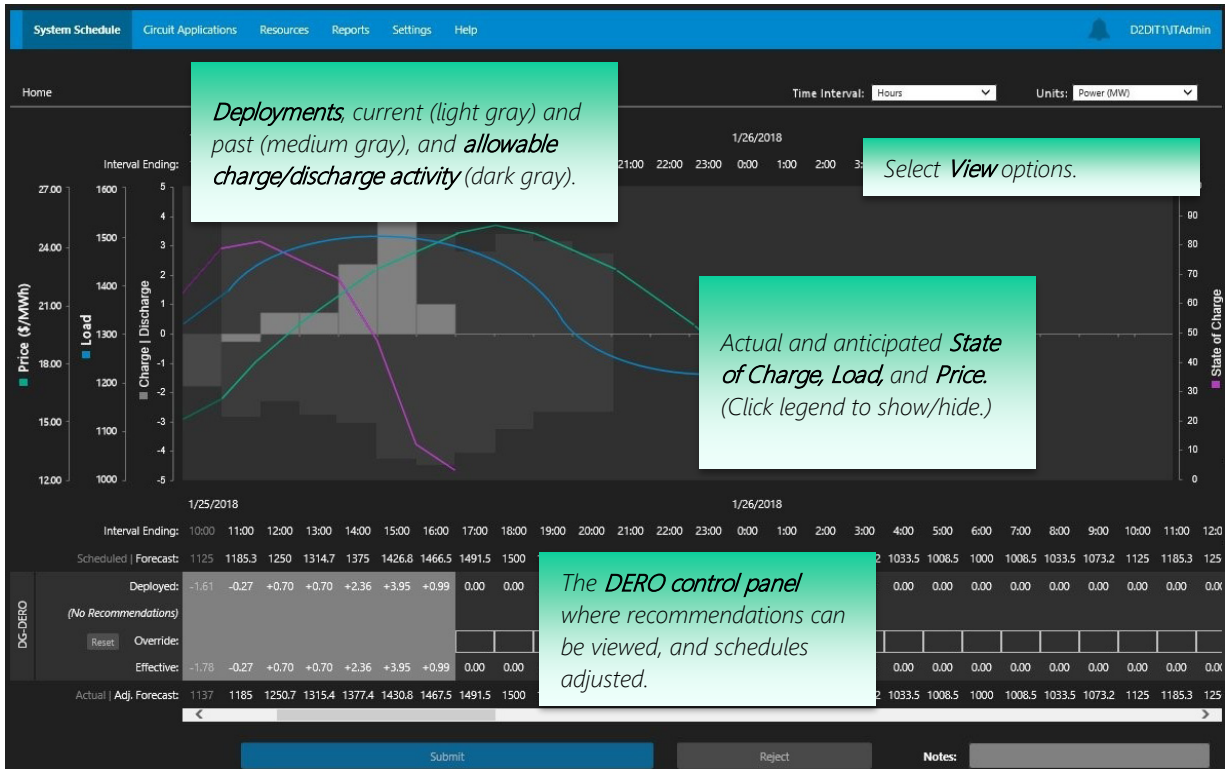 System Schedule Circuit Applications Resources Reports Settings Help D2DIT1\ITAdmin
Home Time Interval: Hours Units: Power (MW)
Deployments, current (light gray) and
past (medium gray), and allowable
charge/discharge activity (dark gray).
1/26/2018
Interval Ending: 21:00 22:00 23:00 0:00 1:00 2:00
Select View options.
Price ($/MWh)
27.00
24.00
21.00
18.00
15.00
12.00
Load
1600
1500
1400
1300
1200
1100
1000
Charge | Discharge
5
4
3
2
1
0
-1
-2
-3
-4
-5
90
80
70
60
50
40
30
20
10
0
State of Charge
Actual and anticipated State
of Charge, Load, and Price.
(Click legend to show/hide.)
1/25/2018 1/26/2018
Interval Ending: 10:00 11:00 12:00 13:00 14:00 15:00 16:00 17:00 18:00 19:00 20:00 21:00 22:00 23:00 0:00 1:00 2:00 3:00 4:00 5:00 6:00 7:00 8:00 9:00 10:00 11:00
Scheduled | Forecast: 1125 1185.3 1250 1314.7 1375 1426.8 1466.5 1491.5 1500 1033.5 1008.5 1000 1008.5 1033.5 1073.2 1125 1185.3
DG-DERO
Deployed: -1.61 -0.27 +0.70 +0.70 +2.36 +3.95 +0.99 0.00 0.00 0.00 0.00 0.00 0.00 0.00 0.00 0.00 0.00
(No Recommendations)
Reset Override:
Effective: -1.78 -0.27 +0.70 +0.70 +2.36 +3.95 +0.99 0.00 0.00 0.00 0.00 0.00 0.00 0.00 0.00 0.00 0.00
Actual | Adj. Forecast: 1137 1185 1250.7 1315.4 1377.4 1430.8 1467.5 1491.5 1500 1033.5 1008.5 1000 1008.5 1033.5 1073.2 1125 1185.3
The DERO control panel
where recommendations can
be viewed, and schedules
adjusted.
Submit Reject Notes: